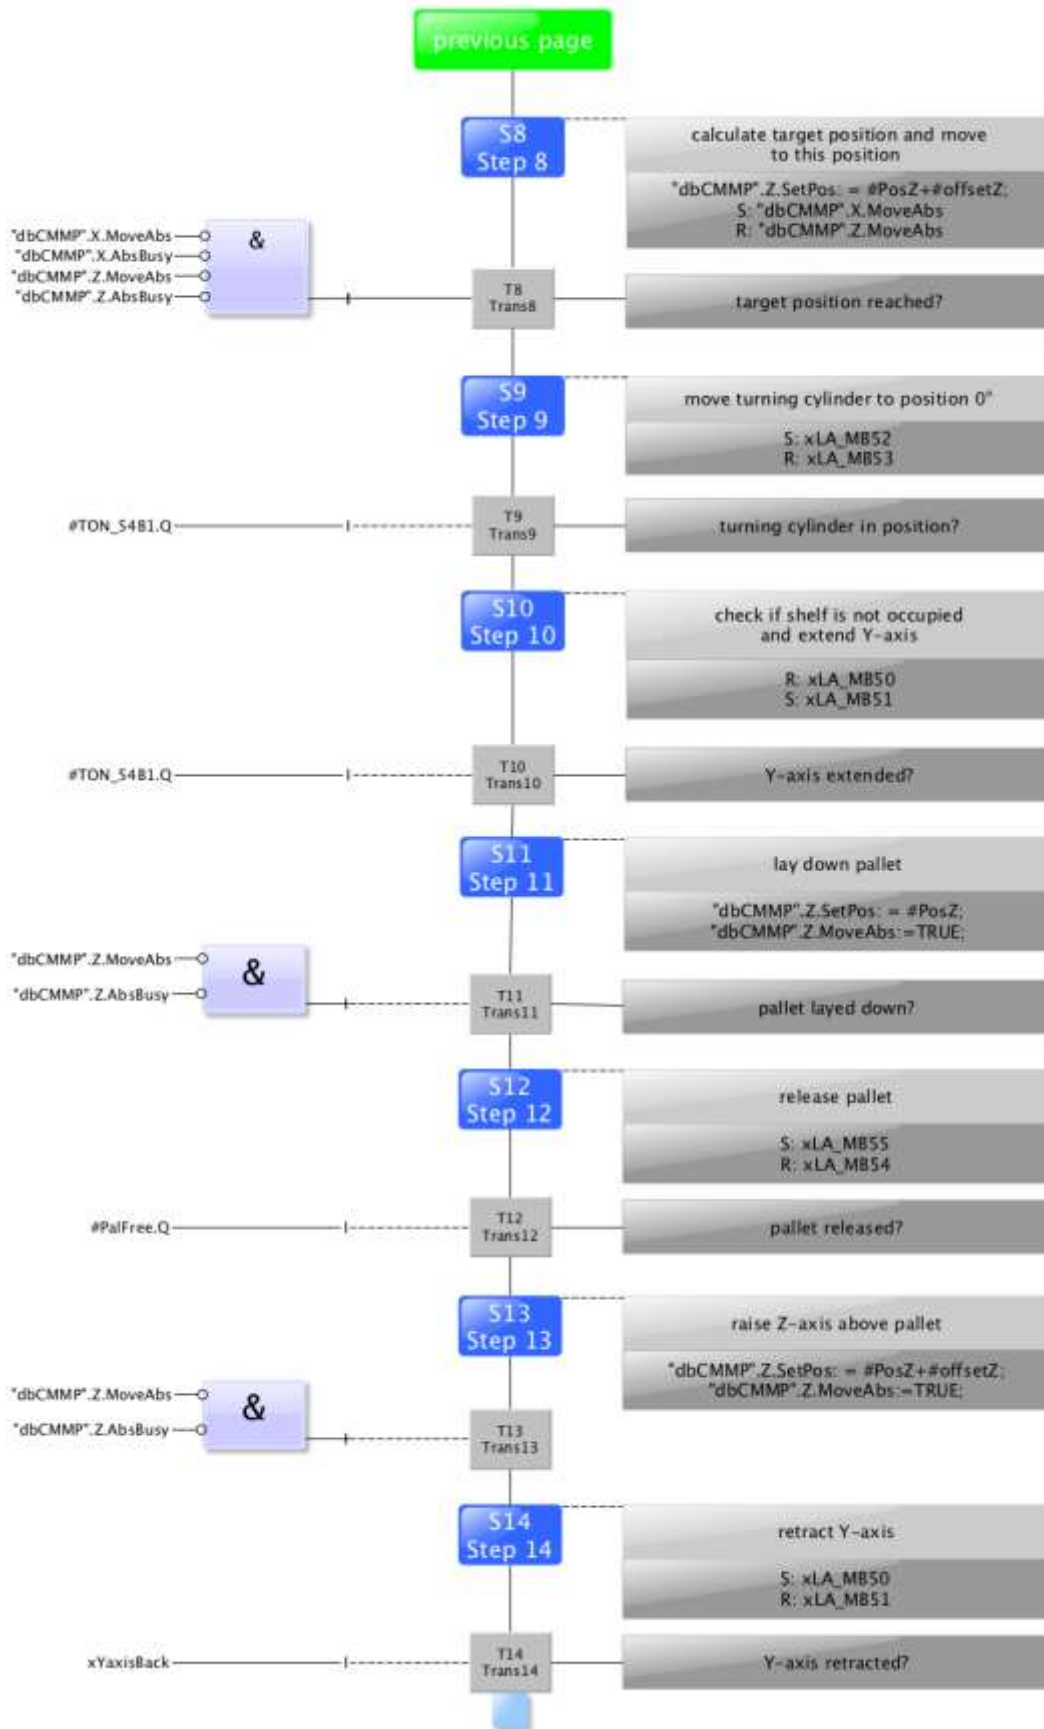 previous page
S8
Step 8
calculate target position and move
to this position
"dbCMMP".Z.SetPos: = #PosZ+#offsetZ;
S: "dbCMMP".X.MoveAbs
R: "dbCMMP".Z.MoveAbs
"dbCMMP".X.MoveAbs
"dbCMMP".X.AbsBusy
"dbCMMP".Z.MoveAbs
"dbCMMP".Z.AbsBusy
&
T8
Trans8
target position reached?
S9
Step 9
move turning cylinder to position 0"
S: xLA_MB52
R: xLA_MB53
#TON_S4B1.Q
T9
Trans9
turning cylinder in position?
S10
Step 10
check if shelf is not occupied
and extend Y-axis
R: xLA_MB50
S: xLA_MB51
#TON_S4B1.Q
T10
Trans10
Y-axis extended?
S11
Step 11
lay down pallet
"dbCMMP".Z.SetPos: = #PosZ;
"dbCMMP".Z.MoveAbs:=TRUE;
"dbCMMP".Z.MoveAbs
"dbCMMP".Z.AbsBusy
&
T11
Trans11
pallet layed down?
S12
Step 12
release pallet
S: xLA_MB55
R: xLA_MB54
#PalFree.Q
T12
Trans12
pallet released?
S13
Step 13
raise Z-axis above pallet
"dbCMMP".Z.SetPos: = #PosZ+#offsetZ;
"dbCMMP".Z.MoveAbs:=TRUE;
"dbCMMP".Z.MoveAbs
"dbCMMP".Z.AbsBusy
&
T13
Trans13
S14
Step 14
retract Y-axis
S: xLA_MB50
R: xLA_MB51
xYaxisBack
T14
Trans14
Y-axis retracted?